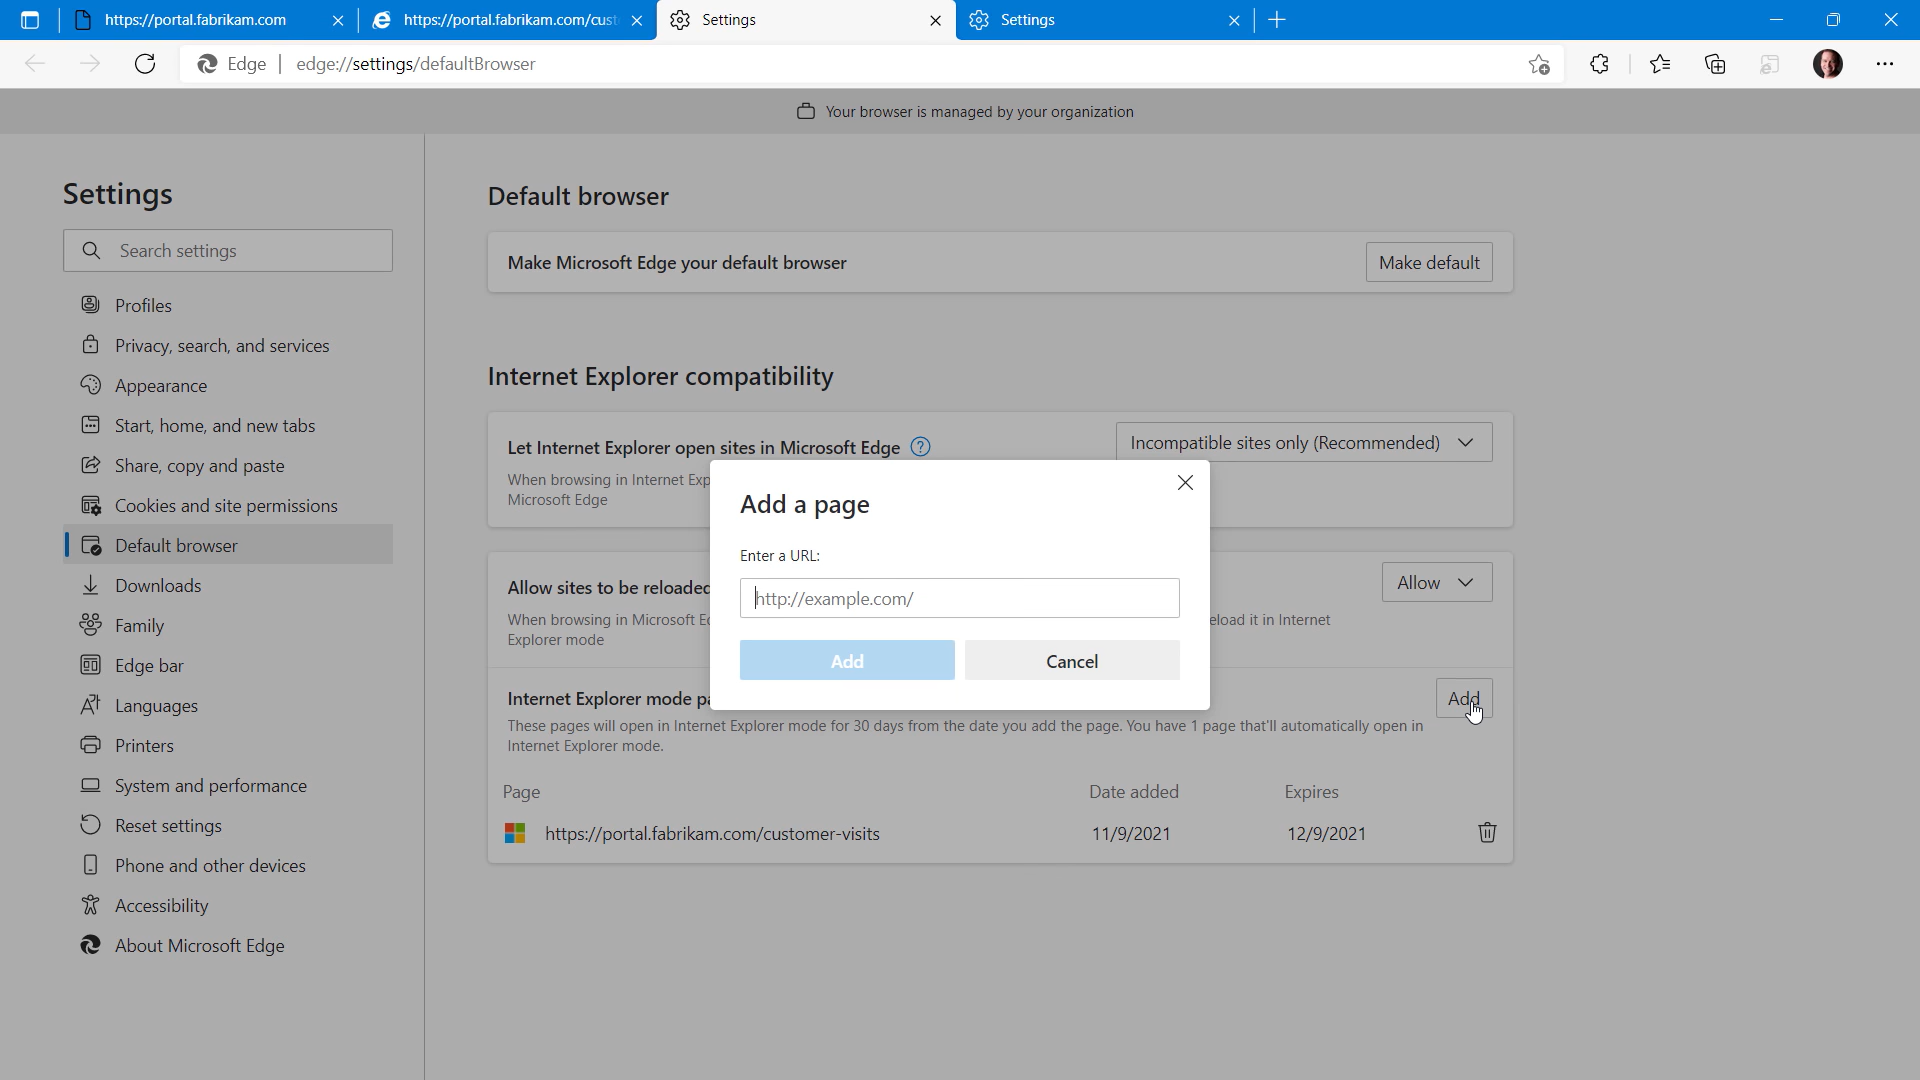 https://portal.fabrikam.com
https://portal.fabrikam.com/cust
Settings
Settings
Edge
edge://settings/defaultBrowser
Your browser is managed by your organization
Settings
Search settings
Profiles
Privacy, search, and services
Appearance
Start, home, and new tabs
Share, copy and paste
Cookies and site permissions
Default browser
Downloads
Family
Edge bar
Languages
Printers
System and performance
Reset settings
Phone and other devices
Accessibility
About Microsoft Edge
Default browser
Make Microsoft Edge your default browser
Make default
Internet Explorer compatibility
Let Internet Explorer open sites in Microsoft Edge
Incompatible sites only (Recommended)
When browsing in Internet Exp
Microsoft Edge
Add a page
Enter a URL:
http://example.com/
Add
Cancel
Allow sites to be reloaded
Allow
When browsing in Microsoft E
eload it in Internet
Explorer mode
Internet Explorer mode pa
Add
These pages will open in Internet Explorer mode for 30 days from the date you add the page. You have 1 page that'll automatically open in
Internet Explorer mode.
Page
Date added
Expires
https://portal.fabrikam.com/customer-visits
11/9/2021
12/9/2021